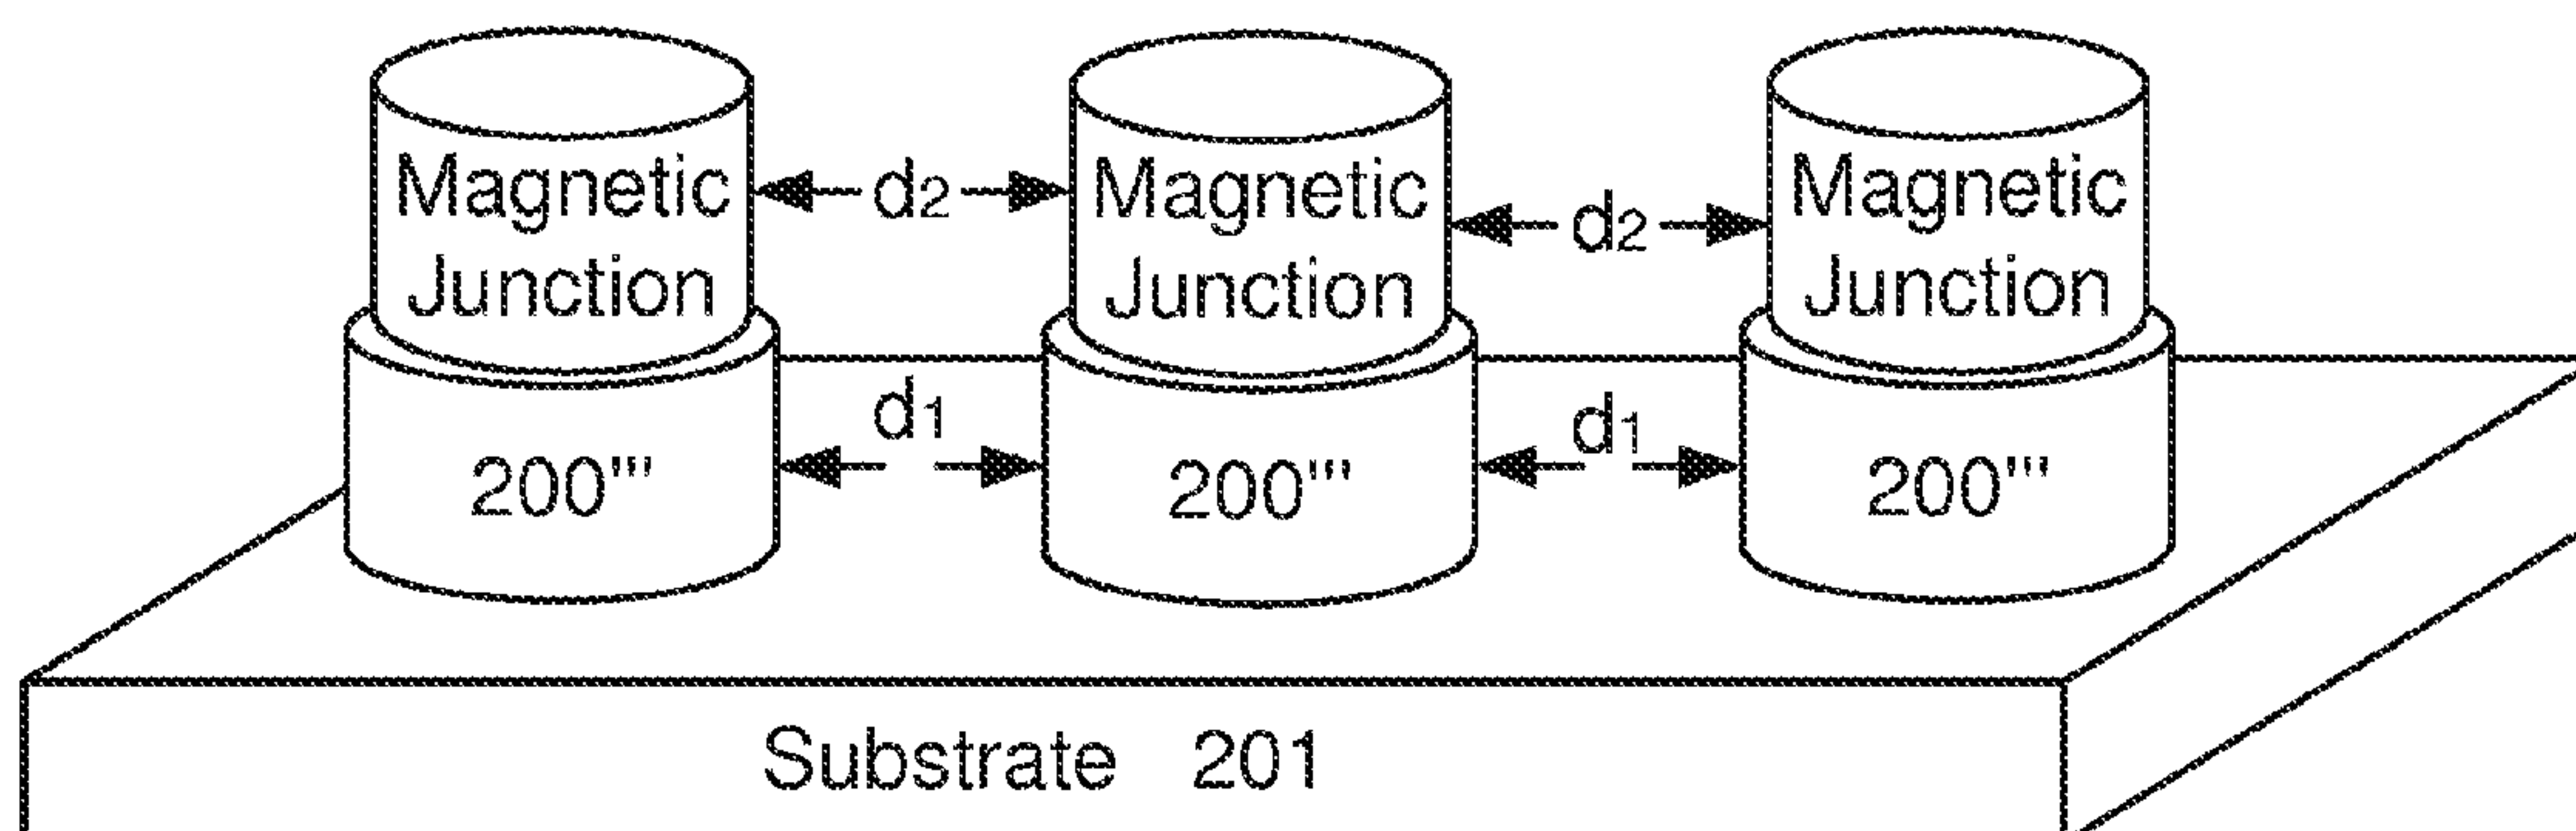 Magnetic
Junction
d2
Magnetic
Junction
d2
Magnetic
Junction
200'''
d1
200'''
d1
200'''
Substrate 201